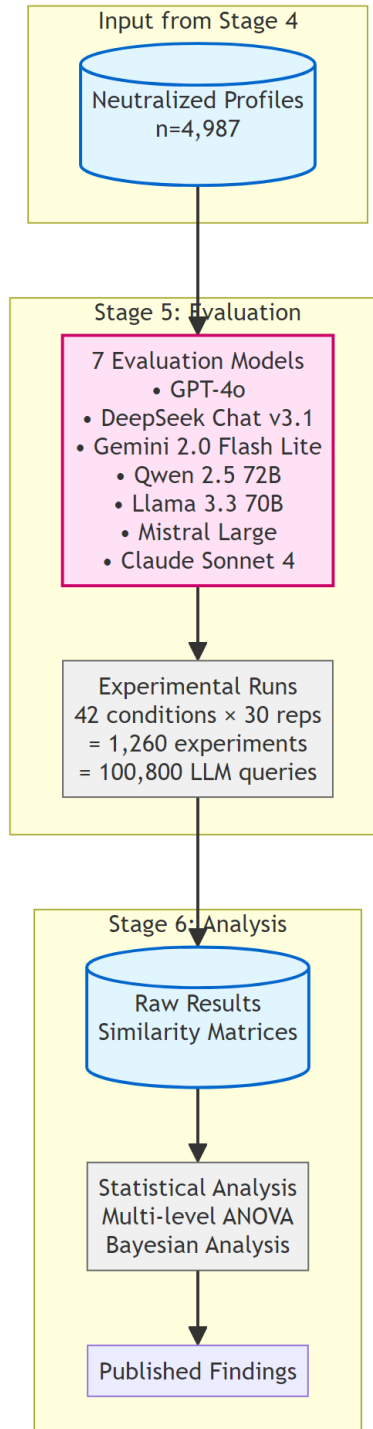 Input from Stage 4
Neutralized Profiles
n=4,987
Stage 5: Evaluation
7 Evaluation Models
• GPT-4o
• DeepSeek Chat v3.1
• Gemini 2.0 Flash Lite
• Qwen 2.5 72B
• Llama 3.3 70B
• Mistral Large
• Claude Sonnet 4
Experimental Runs
42 conditions × 30 reps
= 1,260 experiments
= 100,800 LLM queries
Stage 6: Analysis
Raw Results
Similarity Matrices
Statistical Analysis
Multi-level ANOVA
Bayesian Analysis
Published Findings